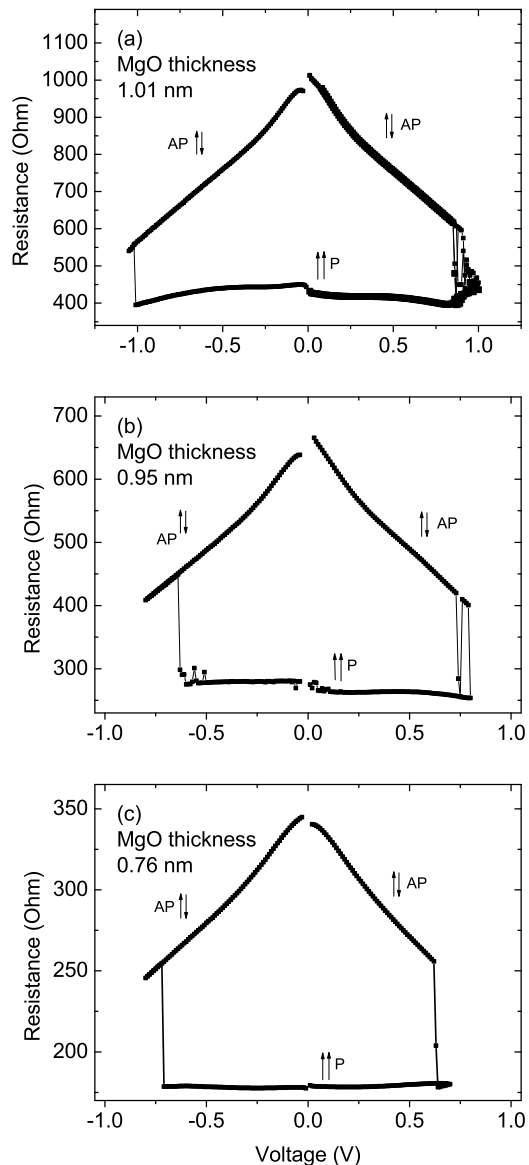 (a)
MgO thickness
1.01 nm
AP
AP
P
1100
1000
900
800
700
600
500
400
Resistance (Ohm)
-1.0 -0.5 0.0 0.5 1.0
(b)
MgO thickness
0.95 nm
AP
AP
P
700
600
500
400
300
Resistance (Ohm)
-1.0 -0.5 0.0 0.5 1.0
(c)
MgO thickness
0.76 nm
AP
AP
P
350
300
250
200
Resistance (Ohm)
-1.0 -0.5 0.0 0.5 1.0
Voltage (V)